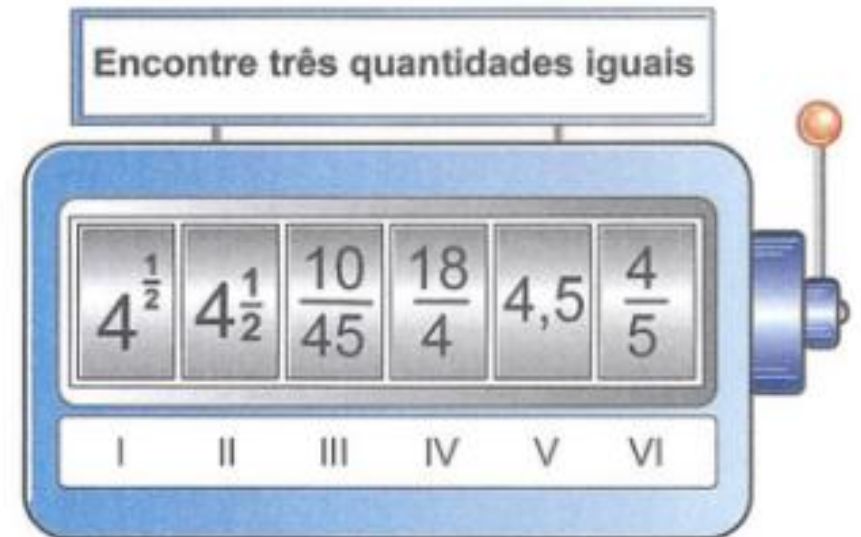 Encontre três quantidades iguais
4^{1/2} 4 1/2 10/45 18/4 4,5 4/5
I II III IV V VI